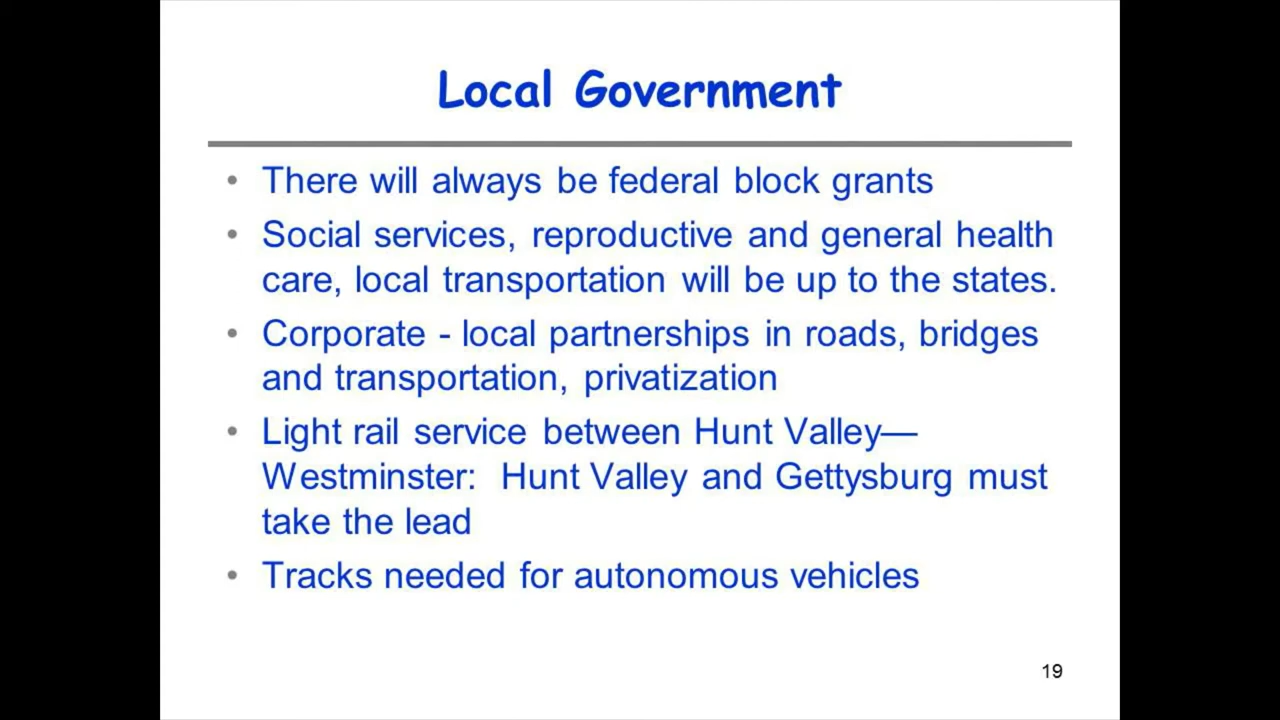 Local Government
• There will always be federal block grants
• Social services, reproductive and general health
care, local transportation will be up to the states.
• Corporate - local partnerships in roads, bridges
and transportation, privatization
• Light rail service between Hunt Valley—
Westminster:  Hunt Valley and Gettysburg must
take the lead
• Tracks needed for autonomous vehicles
19